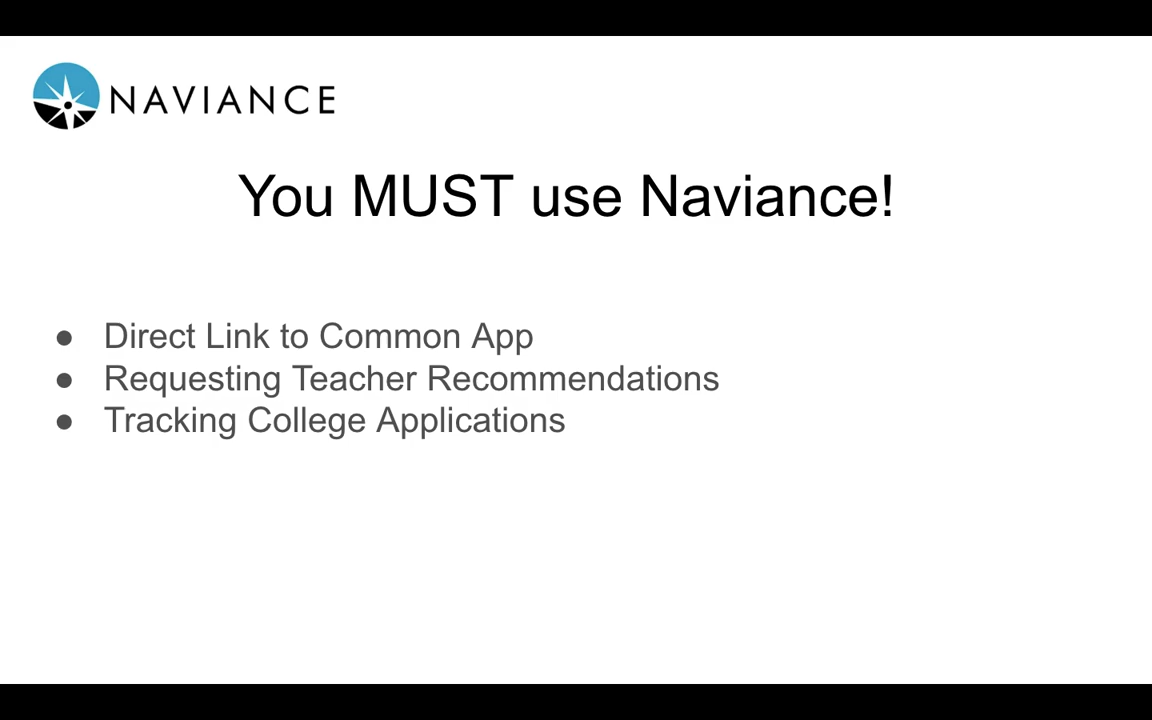 NAVIANCE
You MUST use Naviance!
● Direct Link to Common App
● Requesting Teacher Recommendations
● Tracking College Applications